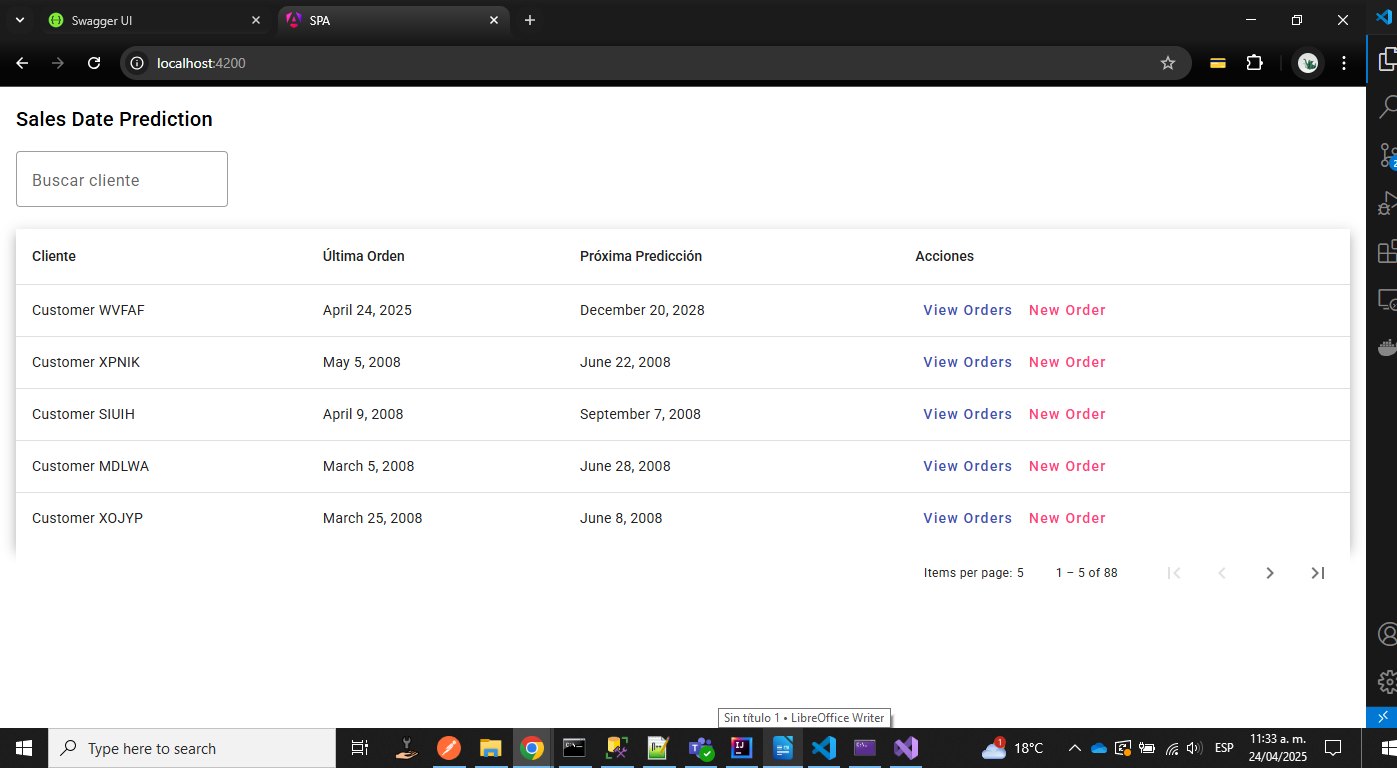 Swagger UI
SPA
localhost:4200
Sales Date Prediction
Buscar cliente
Cliente Última Orden Próxima Predicción Acciones
Customer WVFAF April 24, 2025 December 20, 2028 View Orders New Order
Customer XPNIK May 5, 2008 June 22, 2008 View Orders New Order
Customer SIUIH April 9, 2008 September 7, 2008 View Orders New Order
Customer MDLWA March 5, 2008 June 28, 2008 View Orders New Order
Customer XOJYP March 25, 2008 June 8, 2008 View Orders New Order
Items per page: 5 1 – 5 of 88
Sin título 1 • LibreOffice Writer
Type here to search
1
18°C
ESP
11:33 a. m.
24/04/2025